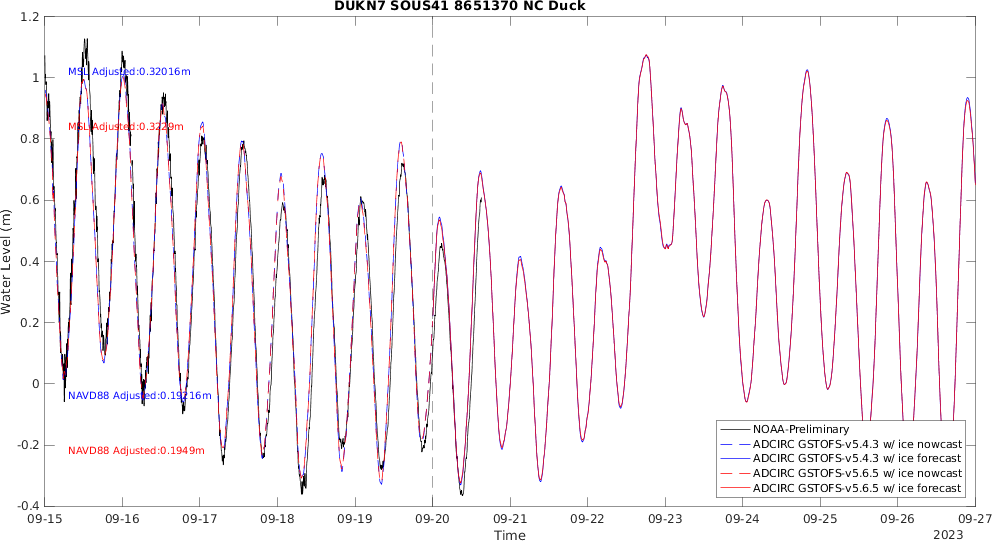 DUKN7 SOUS41 8651370 NC Duck
1.2
1
0.8
0.6
0.4
0.2
0
-0.2
-0.4
Water Level (m)
MSL Adjusted:0.32016m
MSL Adjusted:0.3229m
NAVD88 Adjusted:0.19216m
NAVD88 Adjusted:0.1949m
NOAA-Preliminary
ADCIRC GSTOFS-v5.4.3 w/ ice nowcast
ADCIRC GSTOFS-v5.4.3 w/ ice forecast
ADCIRC GSTOFS-v5.6.5 w/ ice nowcast
ADCIRC GSTOFS-v5.6.5 w/ ice forecast
09-15 09-16 09-17 09-18 09-19 09-20 09-21 09-22 09-23 09-24 09-25 09-26 09-27
Time
2023